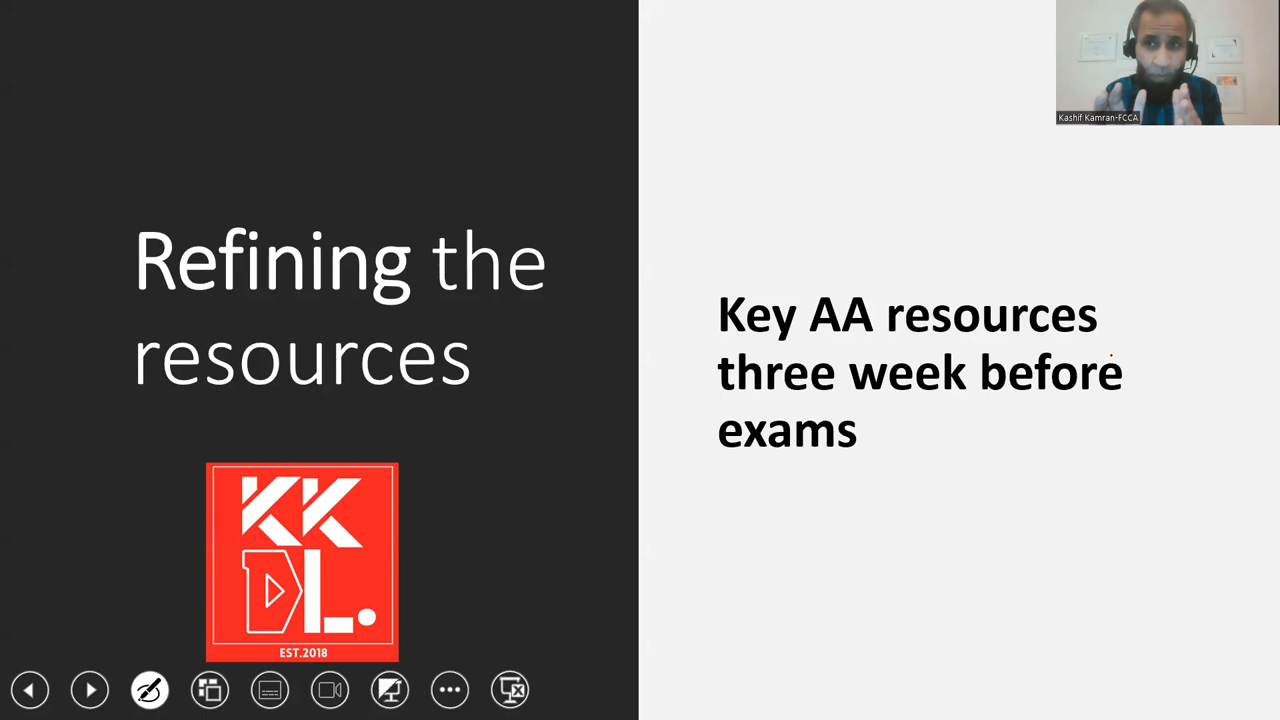 Kashif Kamran-FCCA
Refining the
resources
Key AA resources
three week before
exams
KK
DL.
EST.2018